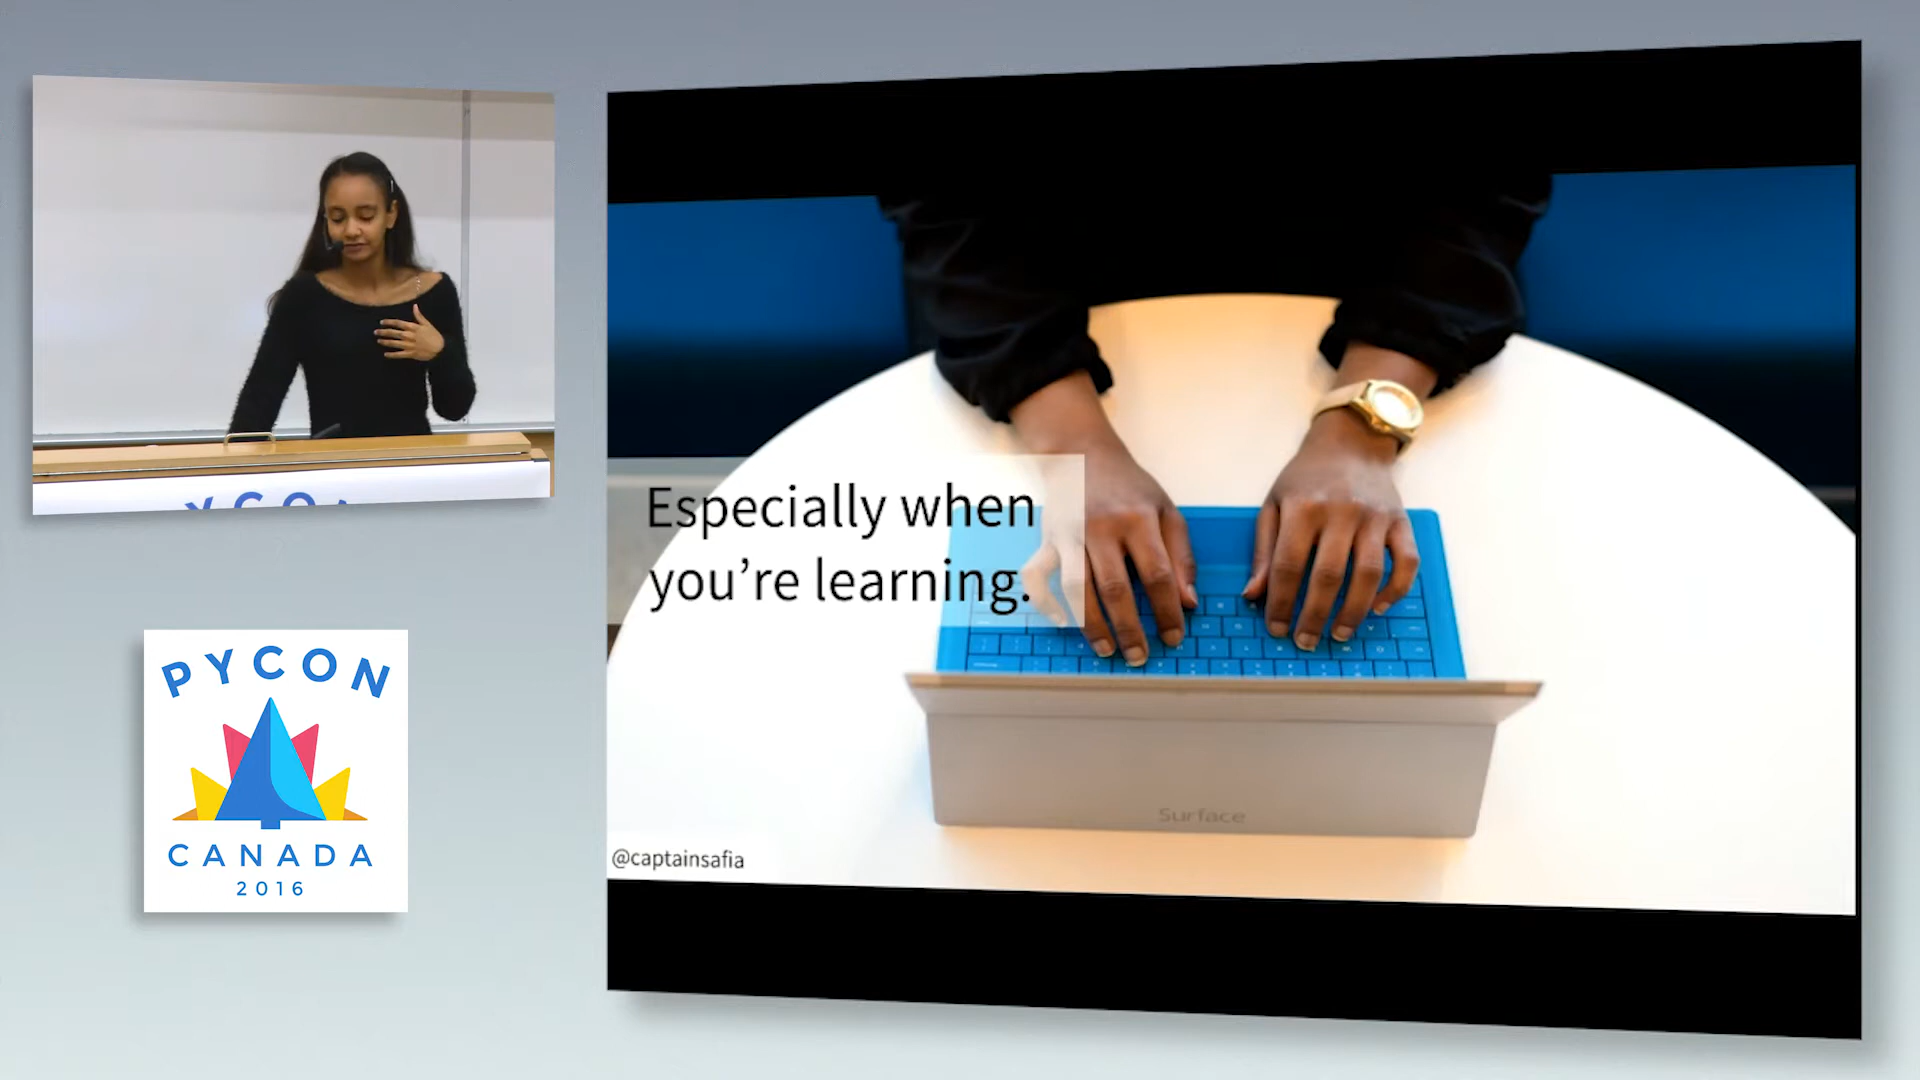 Especially when
you're learning.
Surface
@captainsafia
PYCON
CANADA
2016